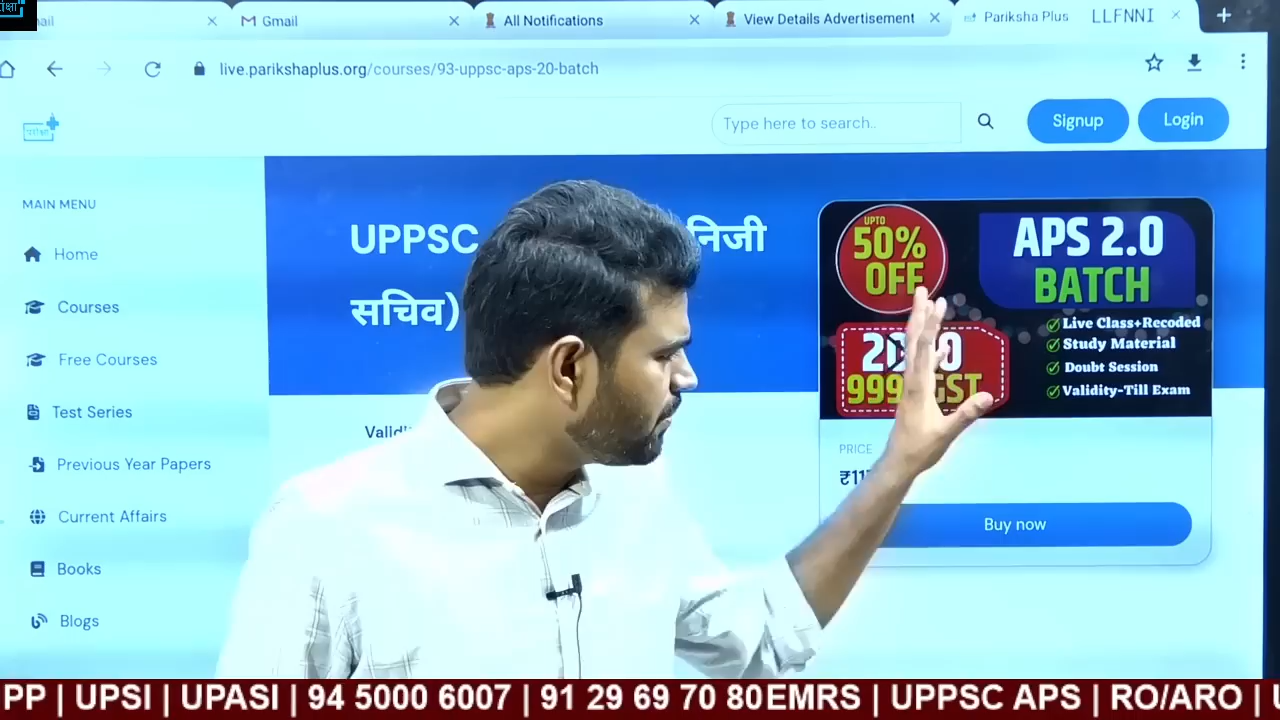 ail
Gmail
All Notifications
View Details Advertisement
Pariksha Plus
LLFNNI
live.parikshaplus.org/courses/93-uppsc-aps-20-batch
परीक्षा
Type here to search..
Signup
Login
MAIN MENU
Home
Courses
Free Courses
Test Series
Previous Year Papers
Current Affairs
Books
Blogs
UPPSC निजी
सचिव)
UPTO
50%
OFF
APS 2.0
BATCH
999 GST
Live Class+Recoded
Study Material
Doubt Session
Validity-Till Exam
PRICE
Buy now
PP | UPSI | UPASI | 94 5000 6007 | 91 29 69 70 80EMRS | UPPSC APS | RO/ARO | U